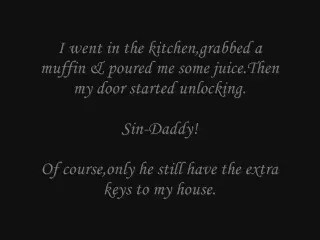 I went in the kitchen,grabbed a
muffin & poured me some juice.Then
my door started unlocking.
Sin-Daddy!
Of course,only he still have the extra
keys to my house.